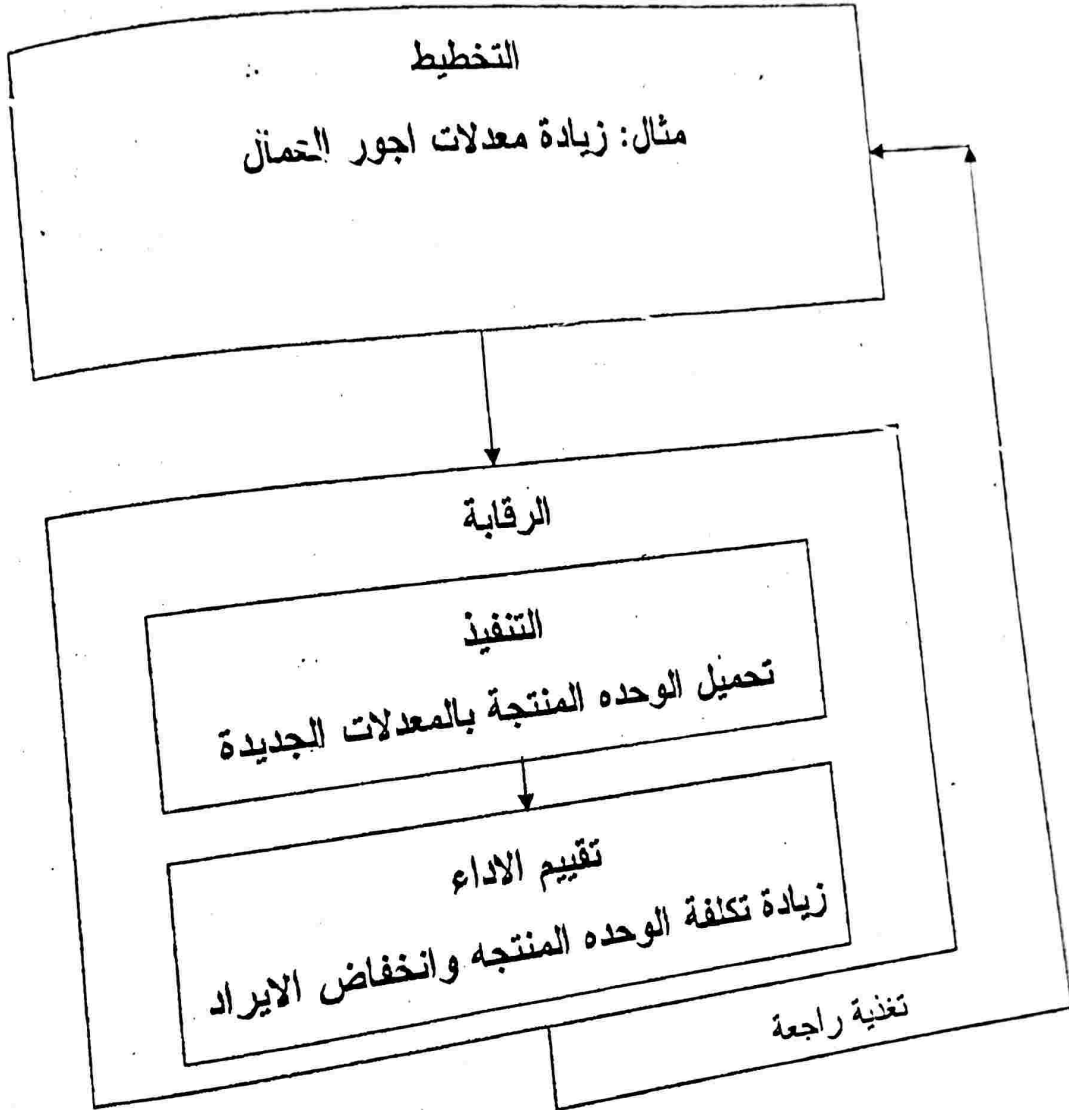 التخطيط
مثال: زيادة معدلات اجور العمال
الرقابة
التنفيذ
تحميل الوحده المنتجة بالمعدلات الجديدة
تقييم الاداء
زيادة تكلفة الوحده المنتجه وانخفاض الايراد
تغذية راجعة